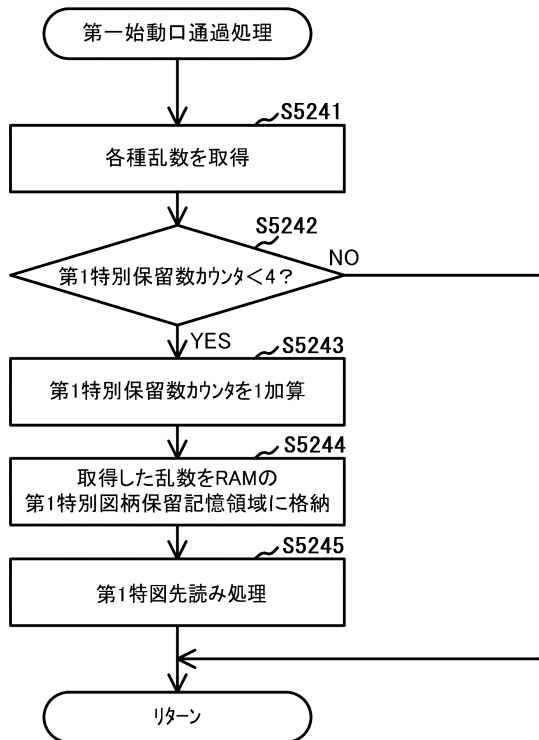 第一始動口通過処理
S5241
各種乱数を取得
S5242
第1特別保留数カウンタ<4?
NO
YES
S5243
第1特別保留数カウンタを1加算
S5244
取得した乱数をRAMの
第1特別図柄保留記憶領域に格納
S5245
第1特図先読み処理
リターン